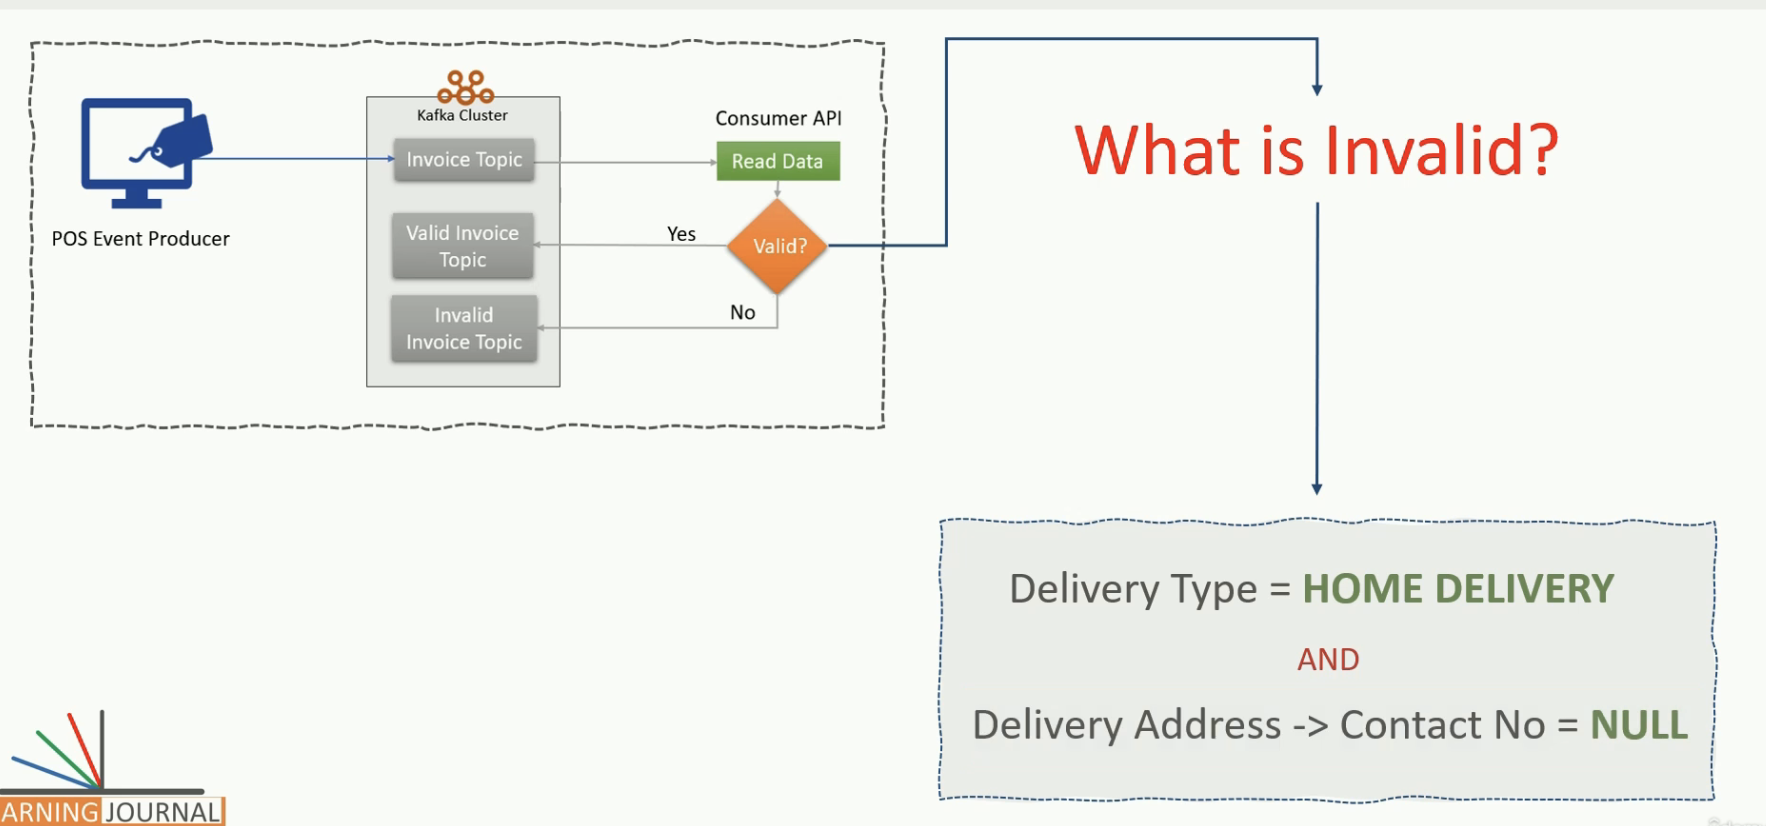 Kafka Cluster
Invoice Topic
Valid Invoice
Topic
Invalid
Invoice Topic
POS Event Producer
Consumer API
Read Data
Valid?
Yes
No
What is Invalid?
Delivery Type = HOME DELIVERY
AND
Delivery Address -> Contact No = NULL
ARNING JOURNAL